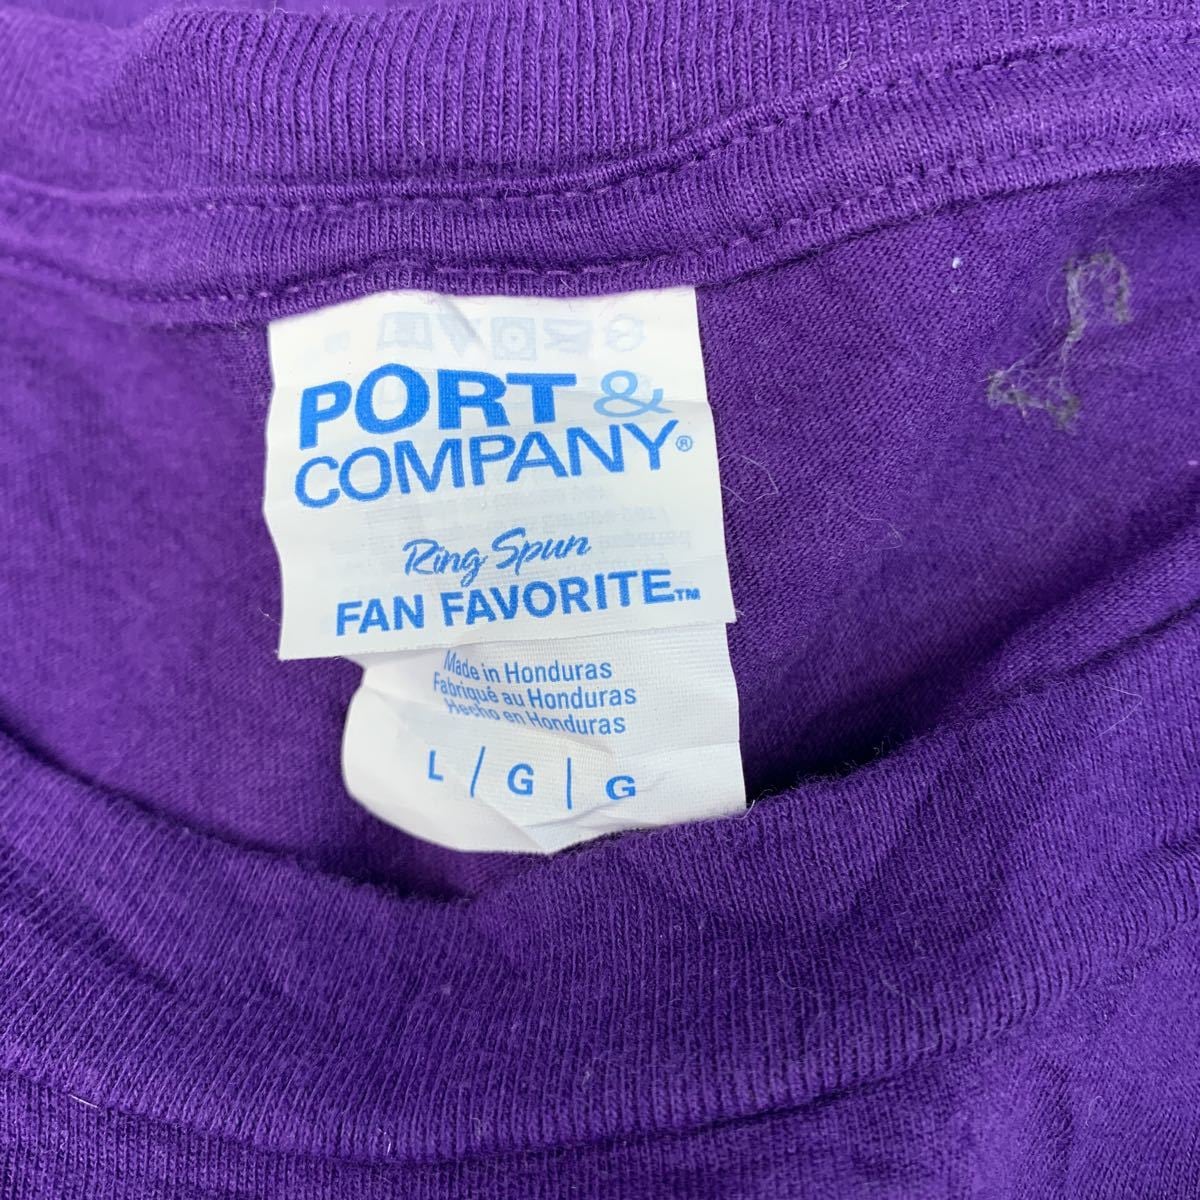 PORT &
COMPANY®
Ring Spun
FAN FAVORITE™
Made in Honduras
Fabriqué au Honduras
Hecho en Honduras
L / G | G